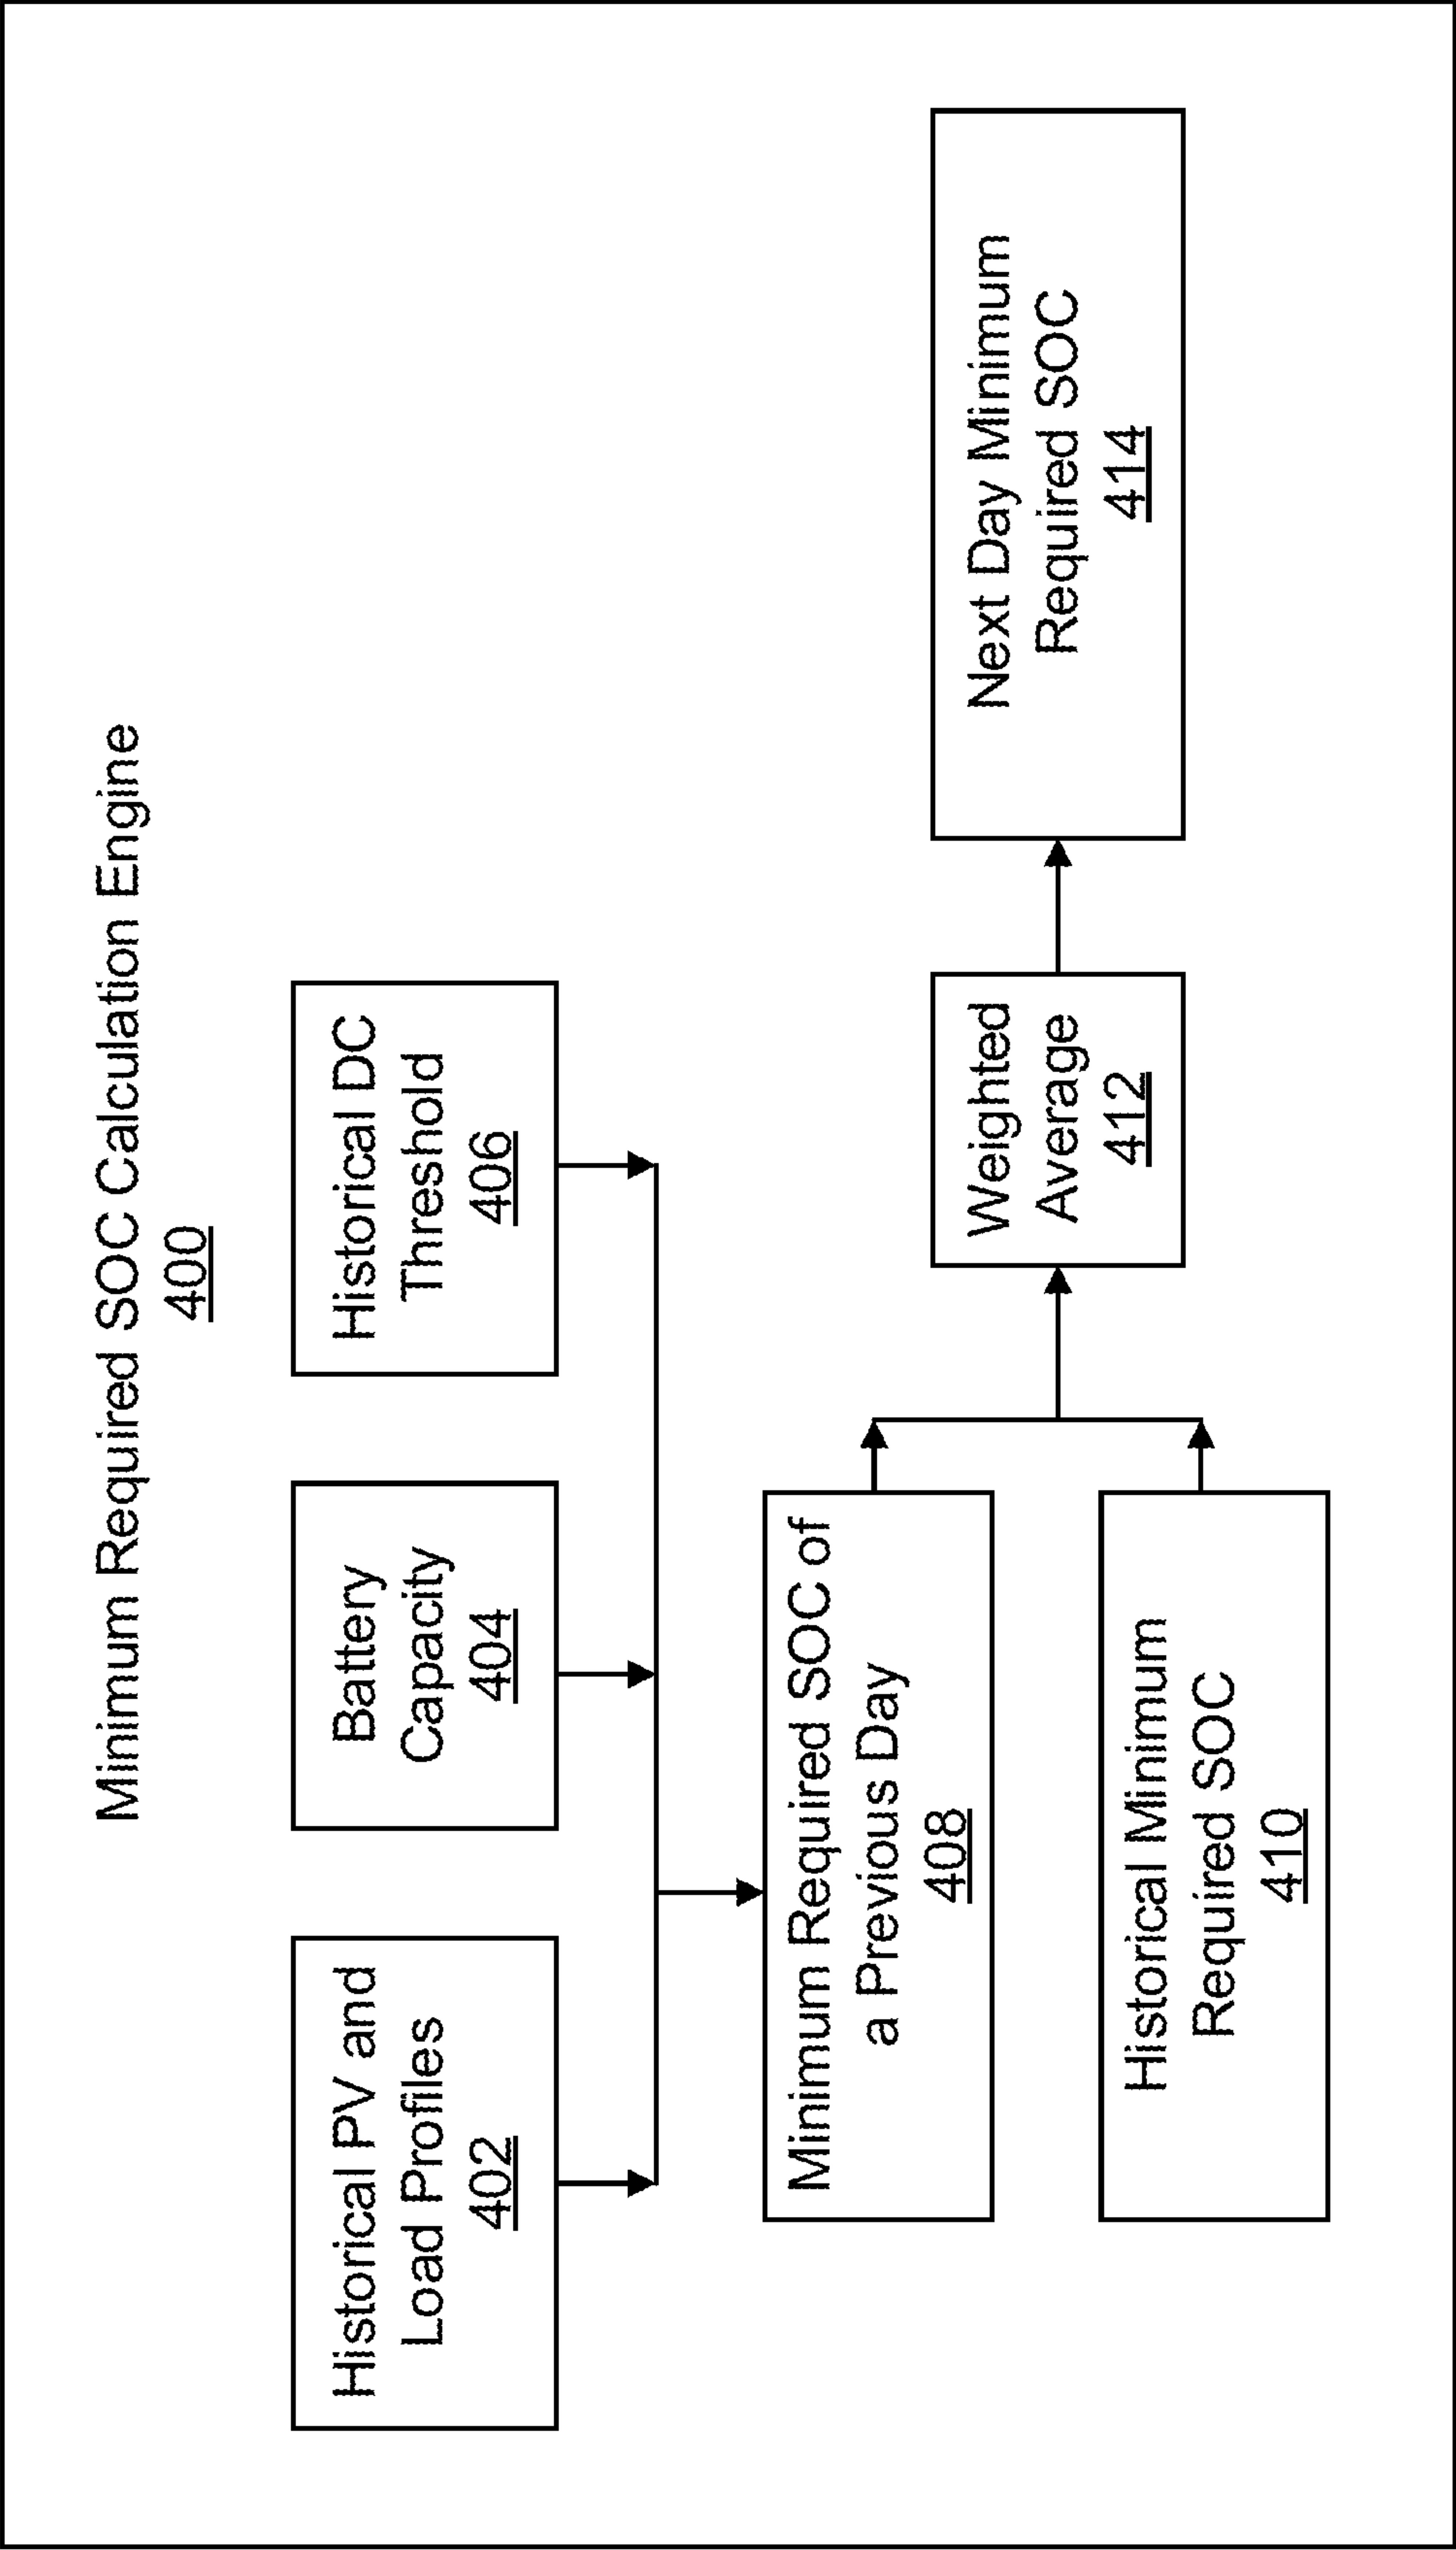 Minimum Required SOC Calculation Engine
400
Historical PV and
Load Profiles
402
Battery
Capacity
404
Historical DC
Threshold
406
Minimum Required SOC of
a Previous Day
408
Historical Minimum
Required SOC
410
Weighted
Average
412
Next Day Minimum
Required SOC
414